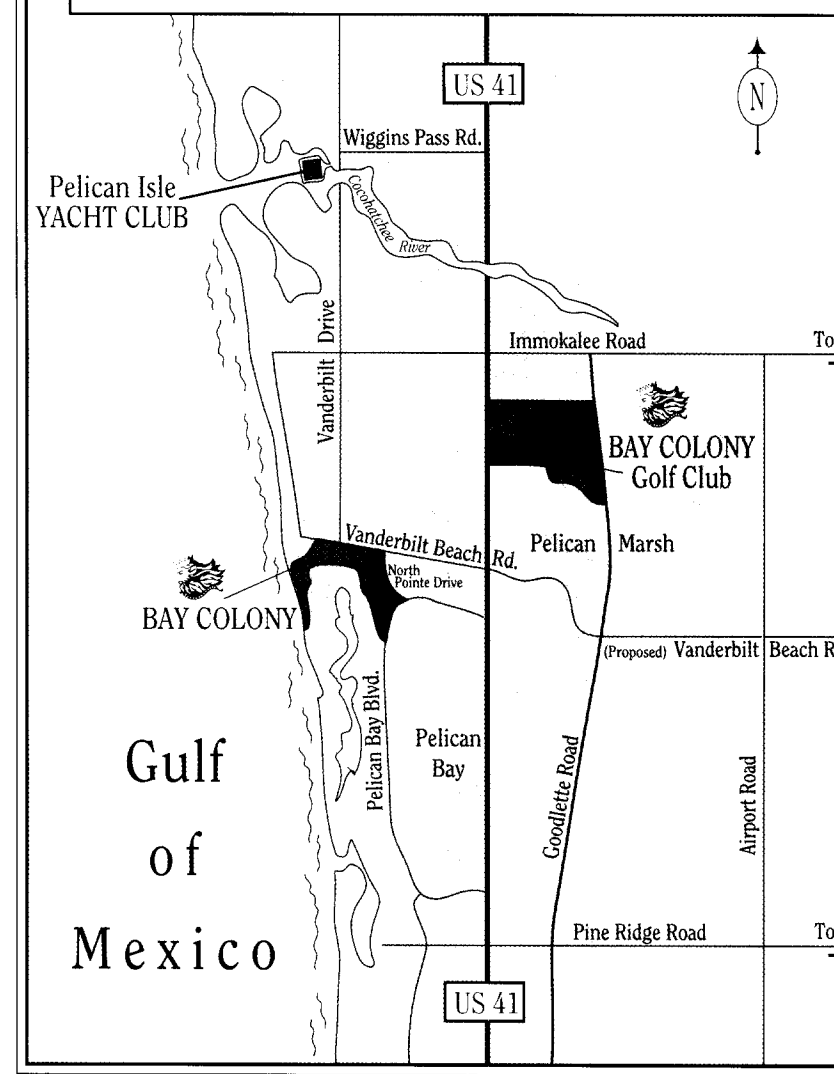 US 41
N
Wiggins Pass Rd.
Pelican Isle
YACHT CLUB
Cocohatchee
River
Vanderbilt Drive
Immokalee Road
To
BAY COLONY
Golf Club
Vanderbilt Beach Rd.
Pelican Marsh
North
Pointe Drive
BAY COLONY
(Proposed) Vanderbilt Beach R
Pelican Bay Blvd.
Pelican
Bay
Goodlette Road
Airport Road
Gulf
of
Mexico
Pine Ridge Road
To
US 41